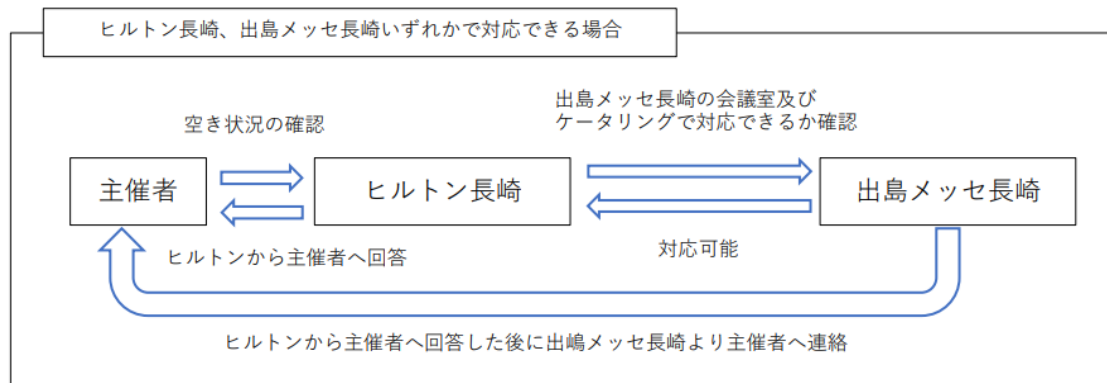 ヒルトン長崎、出島メッセ長崎いずれかで対応できる場合
出島メッセ長崎の会議室及び
ケータリングで対応できるか確認
空き状況の確認
主催者
ヒルトン長崎
出島メッセ長崎
ヒルトンから主催者へ回答
対応可能
ヒルトンから主催者へ回答した後に出嶋メッセ長崎より主催者へ連絡